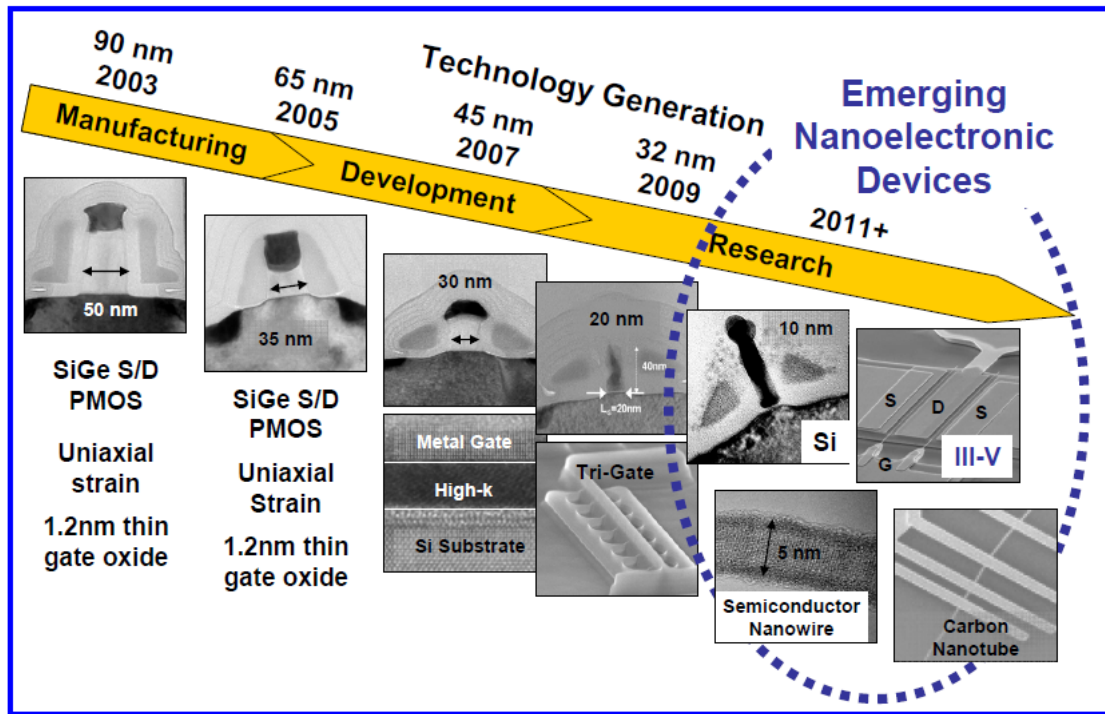 90 nm
2003
65 nm
2005
Technology Generation
45 nm
2007
32 nm
2009
Emerging
Nanoelectronic
Devices
2011+
Manufacturing
Development
Research
50 nm
SiGe S/D
PMOS
Uniaxial
strain
1.2nm thin
gate oxide
35 nm
SiGe S/D
PMOS
Uniaxial
Strain
1.2nm thin
gate oxide
30 nm
Metal Gate
High-k
Si Substrate
20 nm
40nm
Tri-Gate
10 nm
Si
S
D
S
G
III-V
5 nm
Semiconductor
Nanowire
Carbon
Nanotube